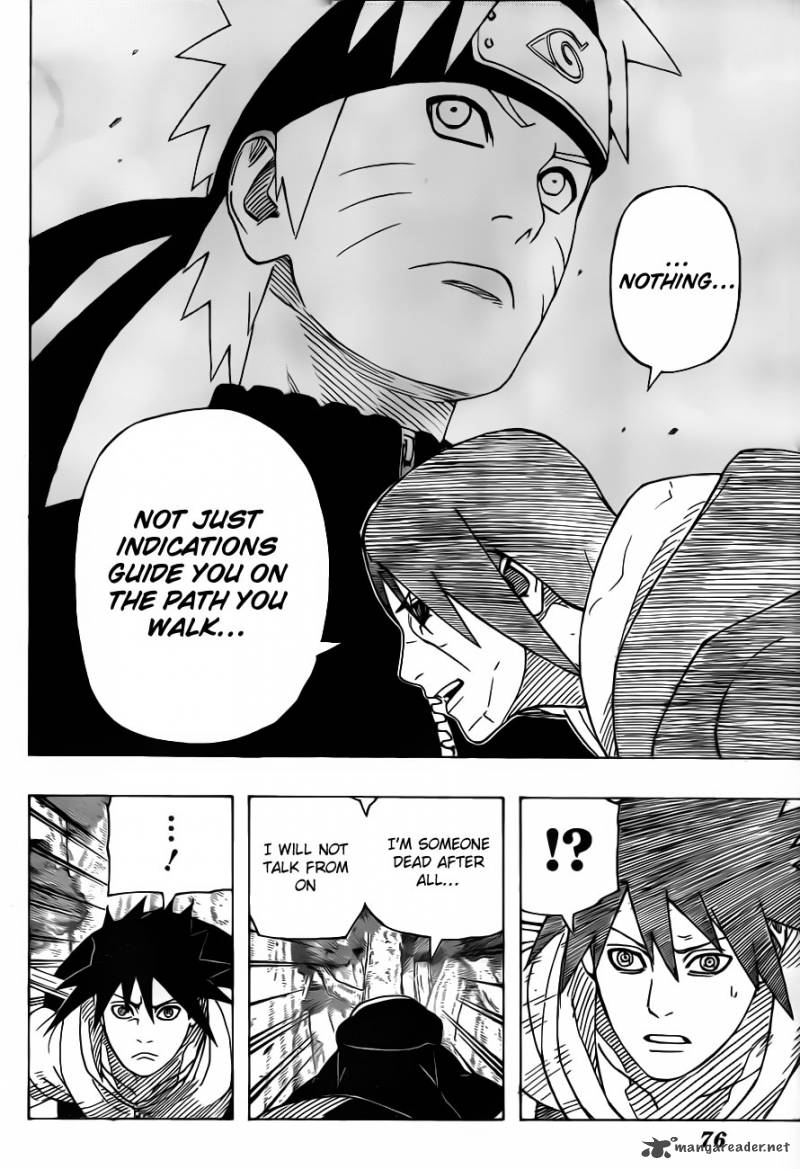 ...
NOTHING...
NOT JUST
INDICATIONS
GUIDE YOU ON
THE PATH YOU
WALK...
!?
I'M SOMEONE
DEAD AFTER
ALL...
I WILL NOT
TALK FROM
ON
...!
76
mangareader.net